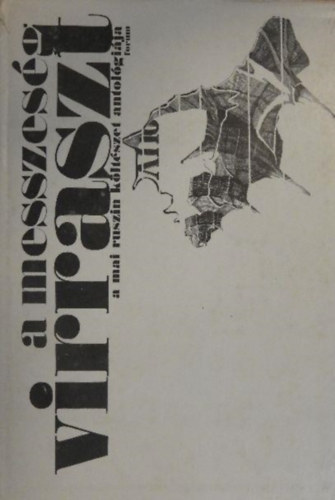 a messzeség
virraszt
a mai ruszin költészet antológiája
forum